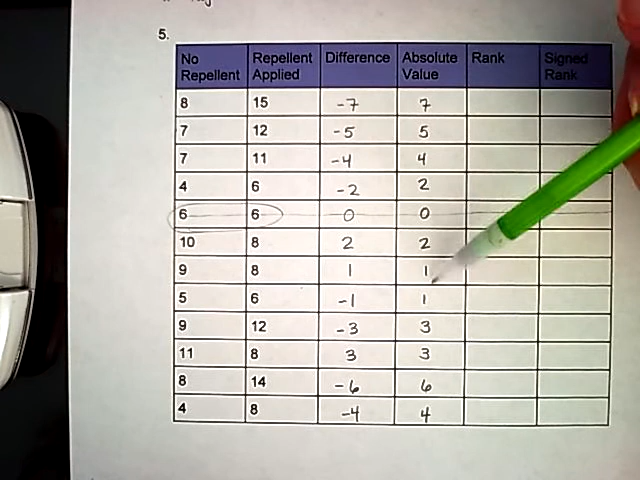 5.
No Repellent Repellent Applied Difference Absolute Value Rank Signed Rank
8 15 -7 7
7 12 -5 5
7 11 -4 4
4 6 -2 2
6 6 0 0
10 8 2 2
9 8 1 1
5 6 -1 1
9 12 -3 3
11 8 3 3
8 14 -6 6
4 8 -4 4